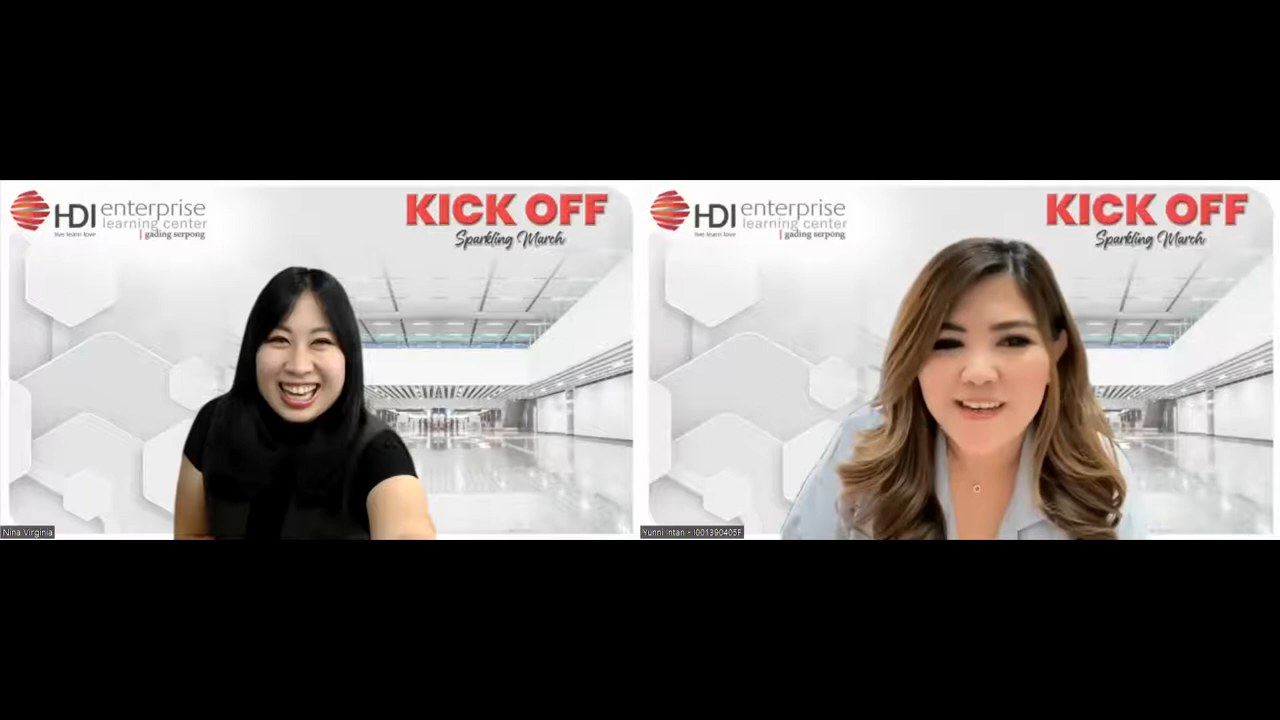 HDI enterprise
learning center
live learn love
| gading serpong
KICK OFF
Sparkling March
Nina Virginia
HDI enterprise
learning center
live learn love
| gading serpong
KICK OFF
Sparkling March
Yunni Intan - I001390405F